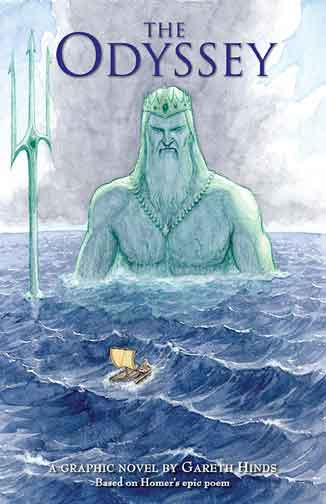 THE
ODYSSEY
A GRAPHIC NOVEL BY GARETH HINDS
Based on Homer's epic poem